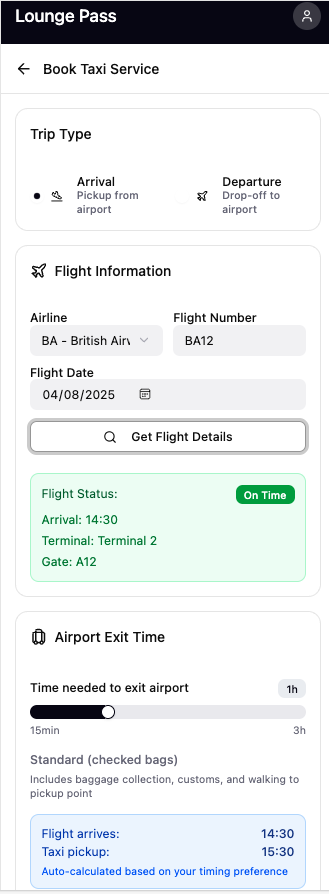 Lounge Pass
Book Taxi Service
Trip Type
Arrival
Pickup from
airport
Departure
Drop-off to
airport
Flight Information
Airline
Flight Number
BA - British Airv
BA12
Flight Date
04/08/2025
Get Flight Details
Flight Status:
On Time
Arrival: 14:30
Terminal: Terminal 2
Gate: A12
Airport Exit Time
Time needed to exit airport
1h
15min
3h
Standard (checked bags)
Includes baggage collection, customs, and walking to
pickup point
Flight arrives:
14:30
Taxi pickup:
15:30
Auto-calculated based on your timing preference